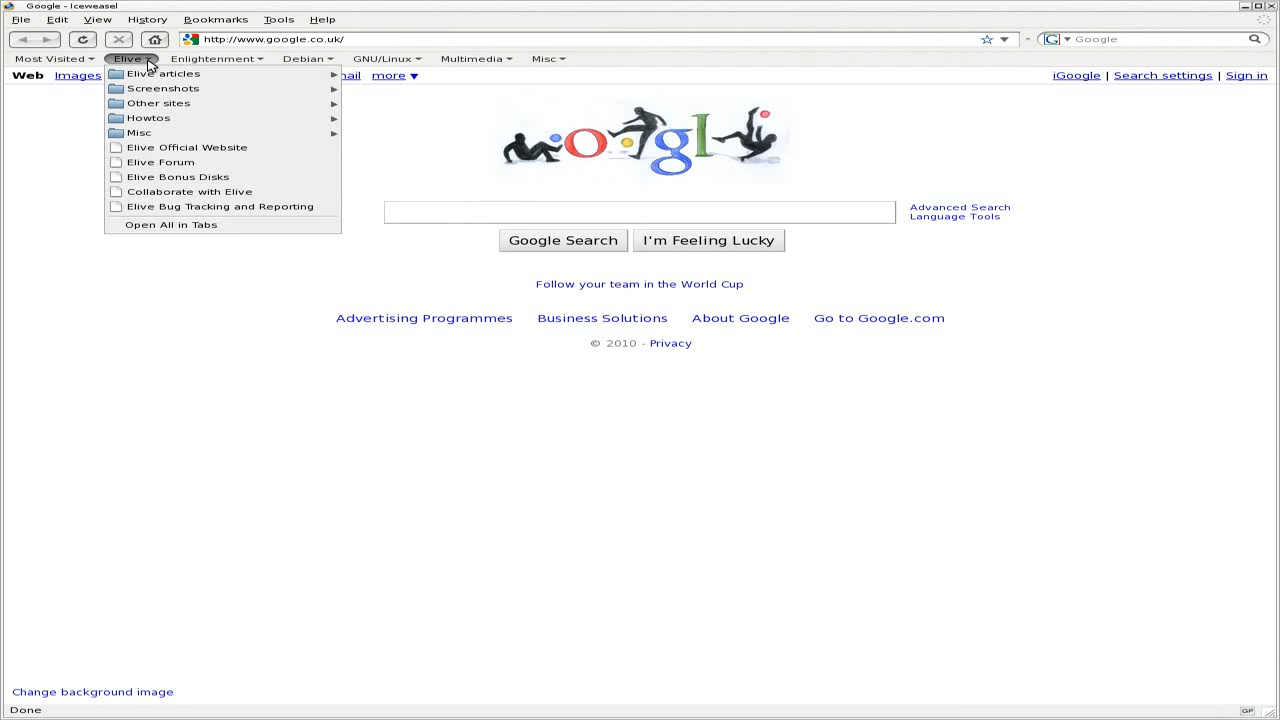 Google - Iceweasel
File Edit View History Bookmarks Tools Help
http://www.google.co.uk/ Google
Most Visited Elive Enlightenment Debian GNU/Linux Multimedia Misc
Web Images more iGoogle | Search settings | Sign in
Elive articles
Screenshots
Other sites
Howtos
Misc
Elive Official Website
Elive Forum
Elive Bonus Disks
Collaborate with Elive
Elive Bug Tracking and Reporting
Open All in Tabs
Advanced Search
Language Tools
Google Search I'm Feeling Lucky
Follow your team in the World Cup
Advertising Programmes Business Solutions About Google Go to Google.com
© 2010 - Privacy
Change background image
Done GP